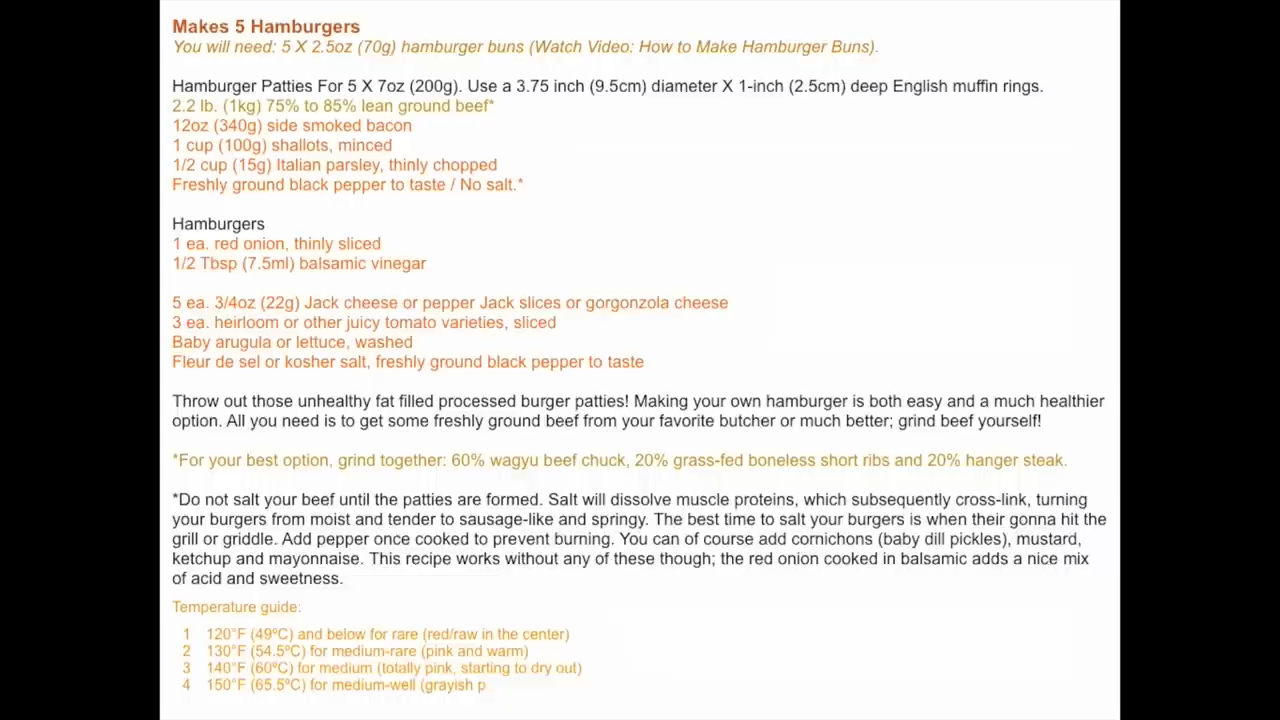 Makes 5 Hamburgers
You will need: 5 X 2.5oz (70g) hamburger buns (Watch Video: How to Make Hamburger Buns).
Hamburger Patties For 5 X 7oz (200g). Use a 3.75 inch (9.5cm) diameter X 1-inch (2.5cm) deep English muffin rings.
2.2 lb. (1kg) 75% to 85% lean ground beef*
12oz (340g) side smoked bacon
1 cup (100g) shallots, minced
1/2 cup (15g) Italian parsley, thinly chopped
Freshly ground black pepper to taste / No salt.*
Hamburgers
1 ea. red onion, thinly sliced
1/2 Tbsp (7.5ml) balsamic vinegar
5 ea. 3/4oz (22g) Jack cheese or pepper Jack slices or gorgonzola cheese
3 ea. heirloom or other juicy tomato varieties, sliced
Baby arugula or lettuce, washed
Fleur de sel or kosher salt, freshly ground black pepper to taste
Throw out those unhealthy fat filled processed burger patties! Making your own hamburger is both easy and a much healthier
option. All you need is to get some freshly ground beef from your favorite butcher or much better; grind beef yourself!
*For your best option, grind together: 60% wagyu beef chuck, 20% grass-fed boneless short ribs and 20% hanger steak.
*Do not salt your beef until the patties are formed. Salt will dissolve muscle proteins, which subsequently cross-link, turning
your burgers from moist and tender to sausage-like and springy. The best time to salt your burgers is when their gonna hit the
grill or griddle. Add pepper once cooked to prevent burning. You can of course add cornichons (baby dill pickles), mustard,
ketchup and mayonnaise. This recipe works without any of these though; the red onion cooked in balsamic adds a nice mix
of acid and sweetness.
Temperature guide:
1 120°F (49ºC) and below for rare (red/raw in the center)
2 130°F (54.5ºC) for medium-rare (pink and warm)
3 140°F (60ºC) for medium (totally pink, starting to dry out)
4 150°F (65.5ºC) for medium-well (grayish p